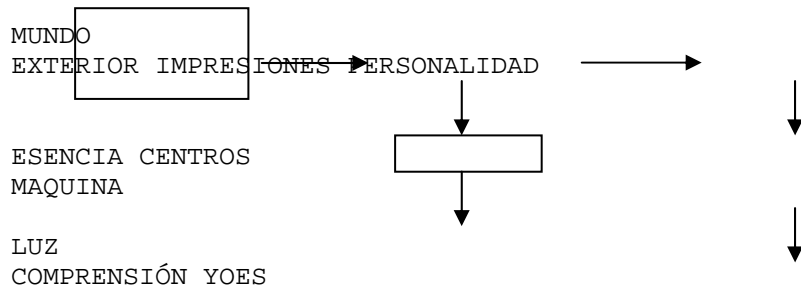 MUNDO
EXTERIOR IMPRESIONES PERSONALIDAD
ESENCIA CENTROS
MAQUINA
LUZ
COMPRENSIÓN YOES